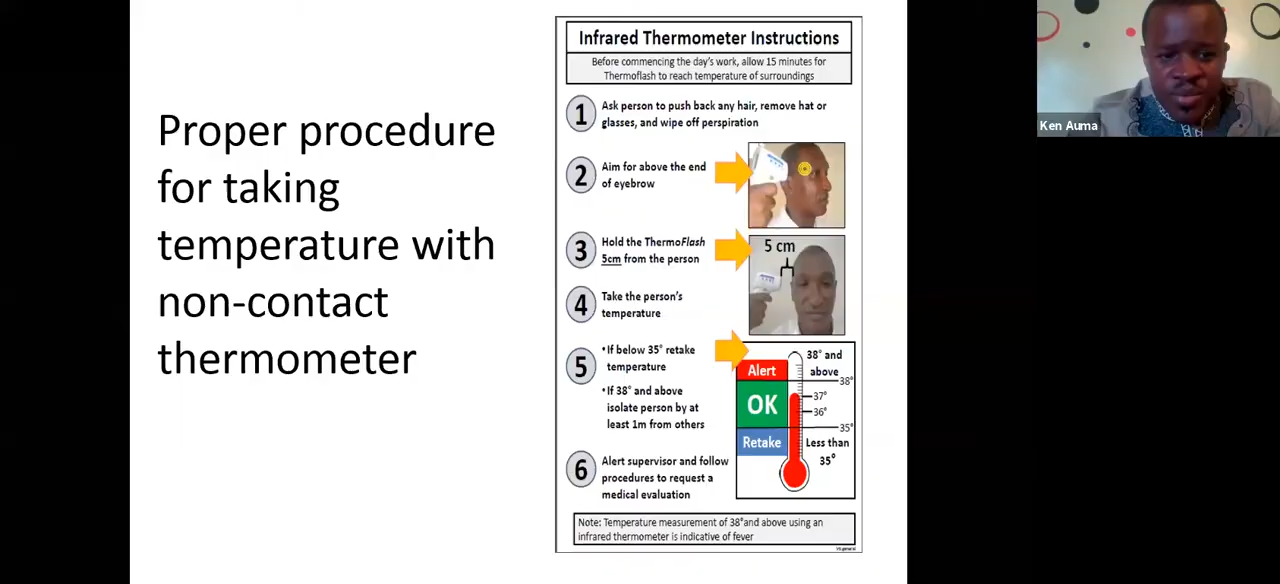 Proper procedure
for taking
temperature with
non-contact
thermometer
Infrared Thermometer Instructions
Before commencing the day's work, allow 15 minutes for
Thermoflash to reach temperature of surroundings
1
Ask person to push back any hair, remove hat or
glasses, and wipe off perspiration
2
Aim for above the end
of eyebrow
3
Hold the ThermoFlash
5cm from the person
5 cm
4
Take the person's
temperature
5
•If below 35° retake
temperature
•If 38° and above
isolate person by at
least 1m from others
Alert
OK
Retake
38° and
above
38°
37°
36°
35°
Less than
35°
6
Alert supervisor and follow
procedures to request a
medical evaluation
Note: Temperature measurement of 38°and above using an
infrared thermometer is indicative of fever
Ken Auma